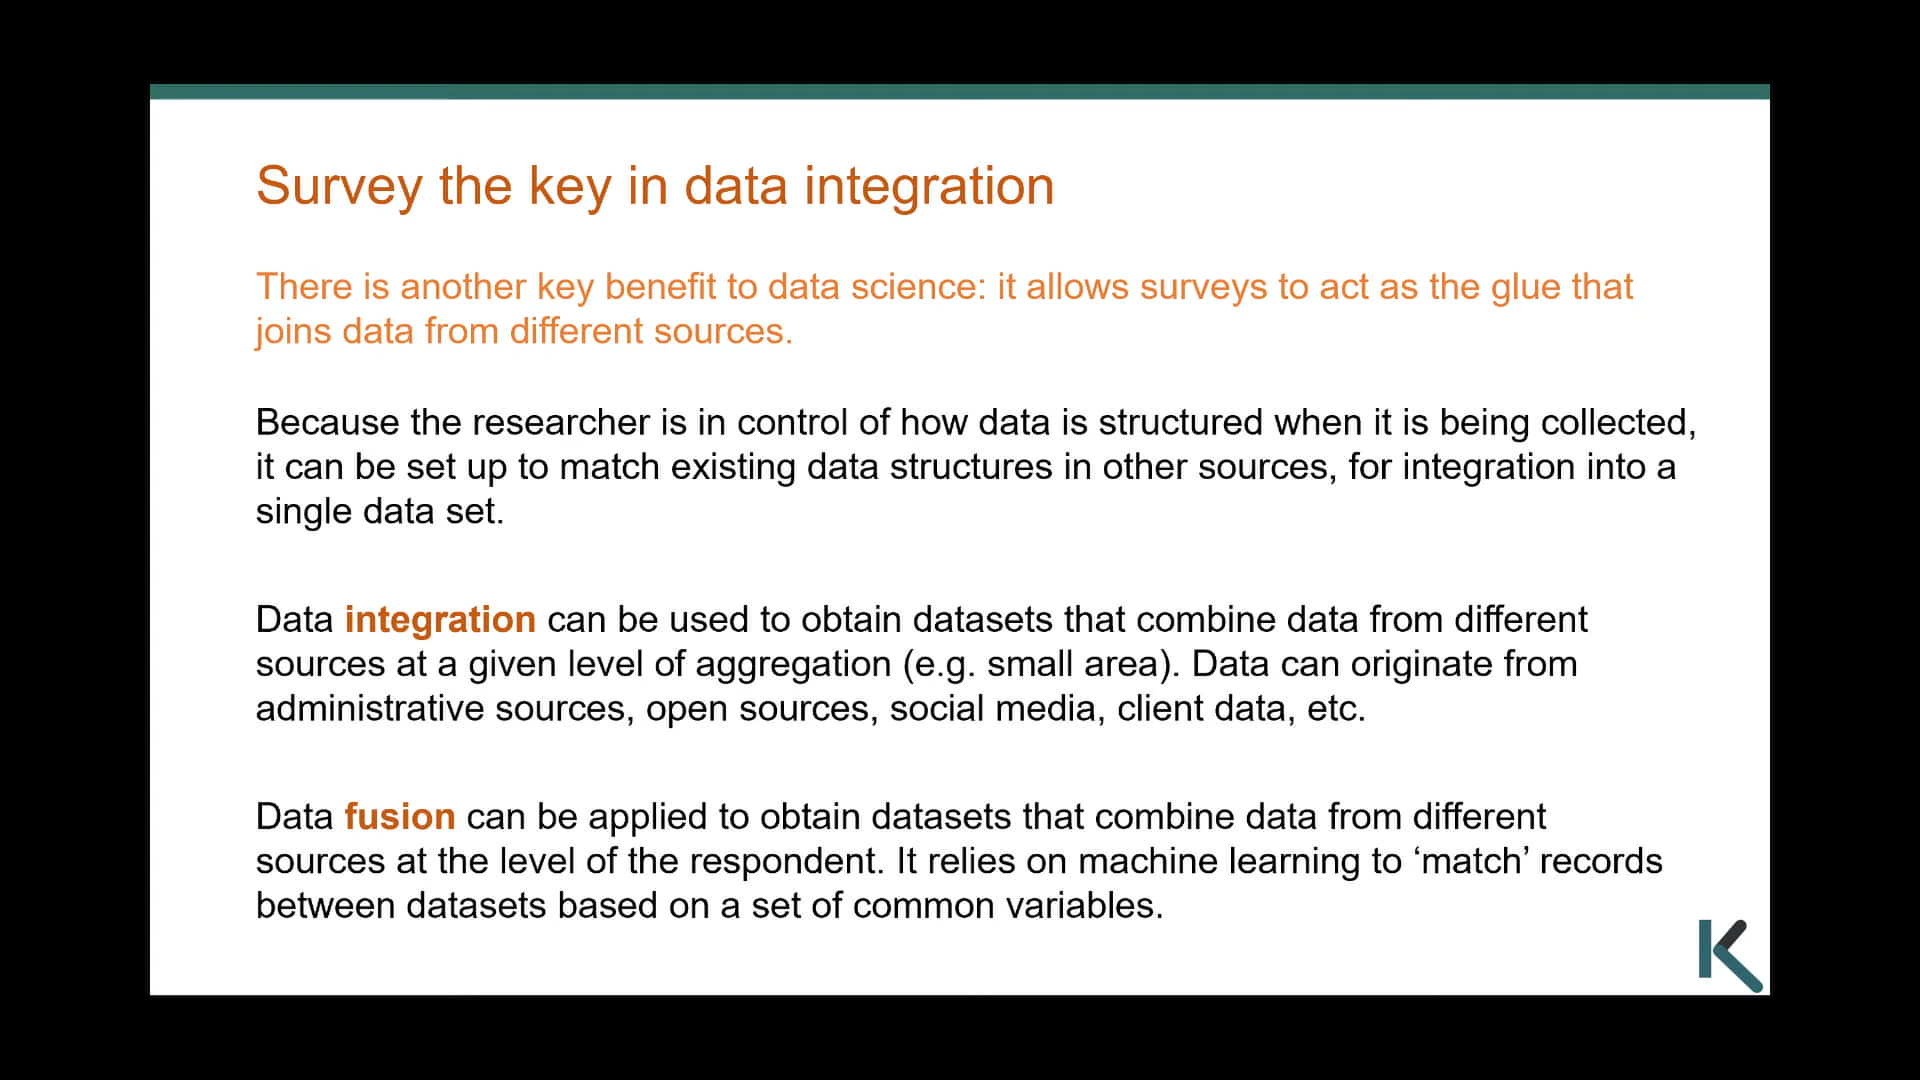 Survey the key in data integration
There is another key benefit to data science: it allows surveys to act as the glue that
joins data from different sources.
Because the researcher is in control of how data is structured when it is being collected,
it can be set up to match existing data structures in other sources, for integration into a
single data set.
Data integration can be used to obtain datasets that combine data from different
sources at a given level of aggregation (e.g. small area). Data can originate from
administrative sources, open sources, social media, client data, etc.
Data fusion can be applied to obtain datasets that combine data from different
sources at the level of the respondent. It relies on machine learning to ‘match’ records
between datasets based on a set of common variables.
K